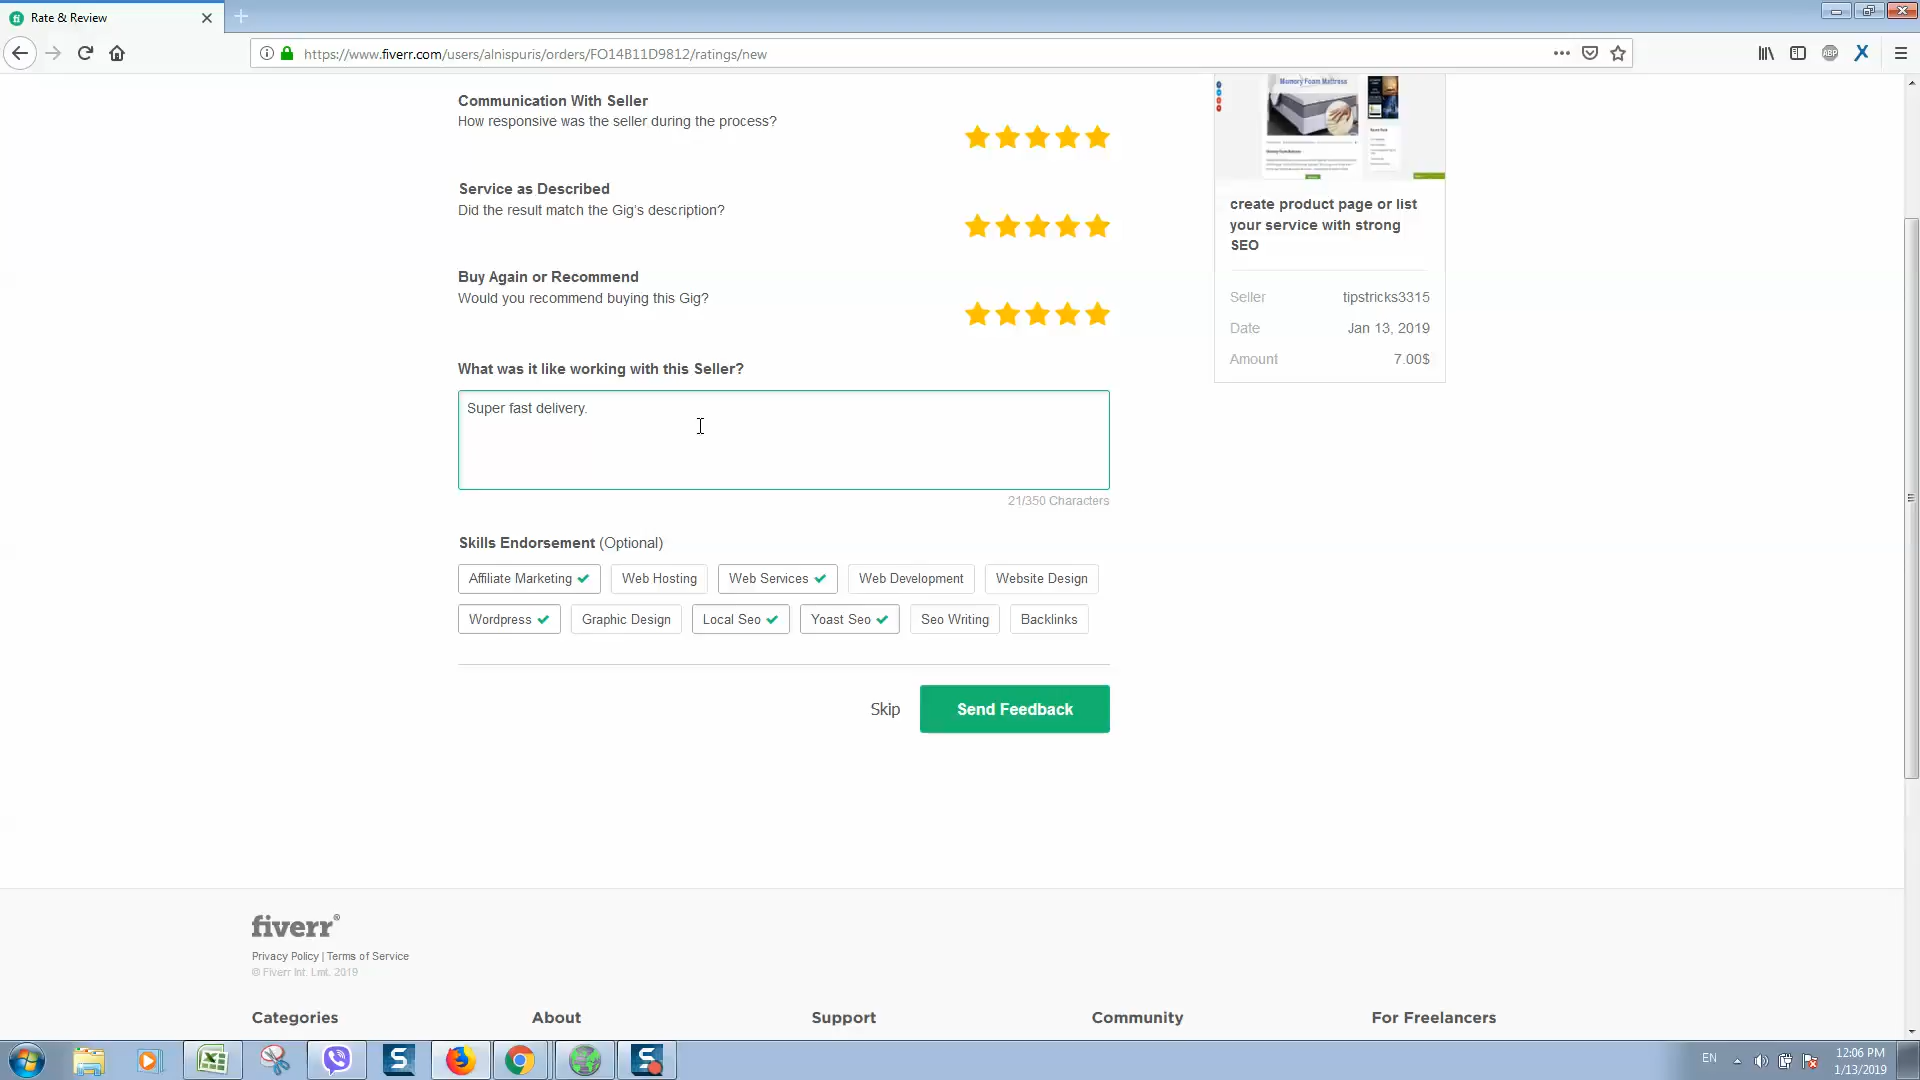 Rate & Review
https://www.fiverr.com/users/alnispuris/orders/FO14B11D9812/ratings/new
Communication With Seller
How responsive was the seller during the process?
Service as Described
Did the result match the Gig's description?
Buy Again or Recommend
Would you recommend buying this Gig?
What was it like working with this Seller?
Super fast delivery.
21/350 Characters
Skills Endorsement (Optional)
Affiliate Marketing Web Hosting Web Services Web Development Website Design
Wordpress Graphic Design Local Seo Yoast Seo Seo Writing Backlinks
Skip Send Feedback
Memory Foam Mattress
create product page or list
your service with strong
SEO
Seller tipstricks3315
Date Jan 13, 2019
Amount 7.00$
fiverr®
Privacy Policy | Terms of Service
© Fiverr Int. Lmt. 2019
Categories About Support Community For Freelancers
EN
12:06 PM
1/13/2019